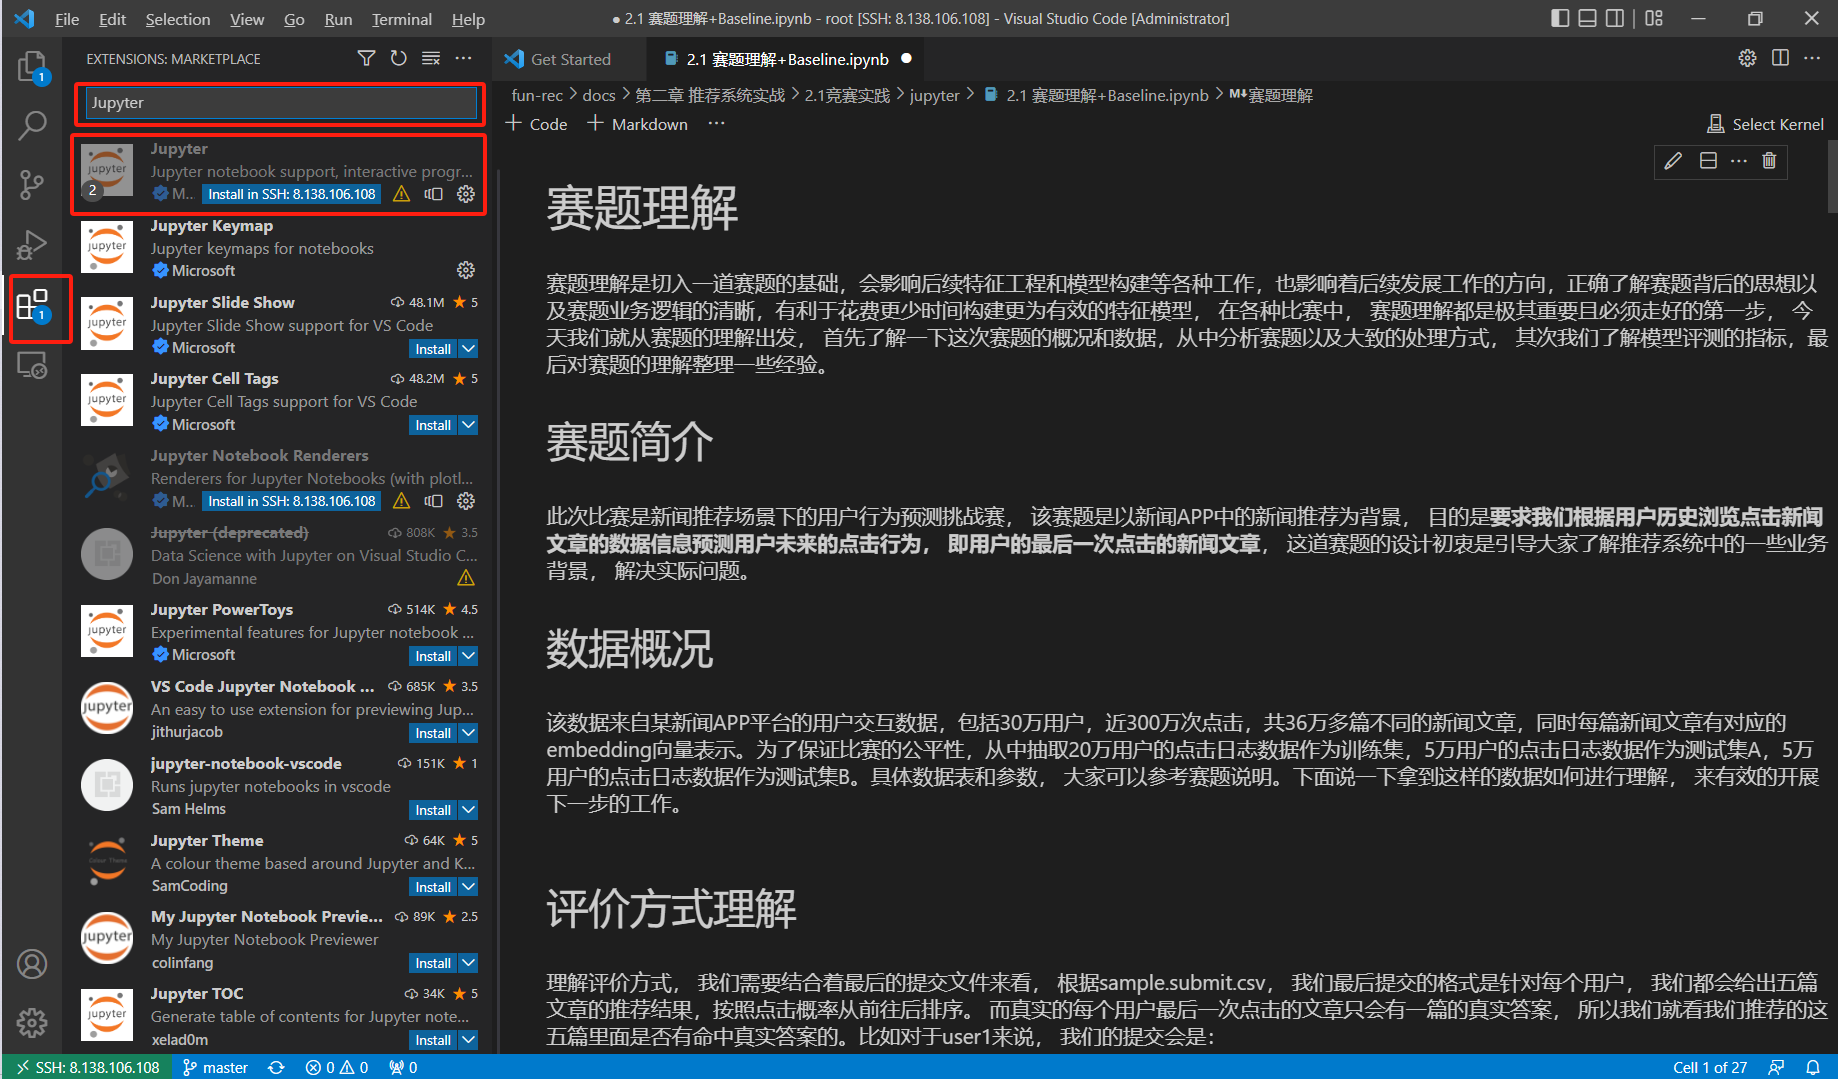 File Edit Selection View Go Run Terminal Help
● 2.1 赛题理解+Baseline.ipynb - root [SSH: 8.138.106.108] - Visual Studio Code [Administrator]
EXTENSIONS: MARKETPLACE
Get Started
2.1 赛题理解+Baseline.ipynb ●
1
Jupyter
fun-rec > docs > 第二章 推荐系统实战 > 2.1竞赛实践 > jupyter > 2.1 赛题理解+Baseline.ipynb > M↓赛题理解
+ Code + Markdown ···
Select Kernel
Jupyter
Jupyter notebook support, interactive progr...
M... Install in SSH: 8.138.106.108
jupyter
2
Jupyter Keymap
Jupyter keymaps for notebooks
Microsoft
jupyter
1
Jupyter Slide Show 48.1M ★ 5
Jupyter Slide Show support for VS Code
Microsoft Install
jupyter
Jupyter Cell Tags 48.2M ★ 5
Jupyter Cell Tags support for VS Code
Microsoft Install
jupyter
Jupyter Notebook Renderers
Renderers for Jupyter Notebooks (with plotl...
M... Install in SSH: 8.138.106.108
Jupyter (deprecated) 808K ★ 3.5
Data Science with Jupyter on Visual Studio C...
Don Jayamanne
Jupyter PowerToys 514K ★ 4.5
Experimental features for Jupyter notebook ...
Microsoft Install
jupyter
VS Code Jupyter Notebook ... 685K ★ 3.5
An easy to use extension for previewing Jup...
jithurjacob Install
jupyter
jupyter-notebook-vscode 151K ★ 1
Runs jupyter notebooks in vscode
Sam Helms Install
Jupyter Theme 64K ★ 5
A colour theme based around Jupyter and K...
SamCoding Install
Colour Theme
My Jupyter Notebook Previe... 89K ★ 2.5
My Jupyter Notebook Previewer
colinfang Install
jupyter
Jupyter TOC 34K ★ 5
Generate table of contents for Jupyter note...
xelad0m Install
jupyter
赛题理解
赛题理解是切入一道赛题的基础，会影响后续特征工程和模型构建等各种工作，也影响着后续发展工作的方向，正确了解赛题背后的思想以
及赛题业务逻辑的清晰，有利于花费更少时间构建更为有效的特征模型， 在各种比赛中， 赛题理解都是极其重要且必须走好的第一步， 今
天我们就从赛题的理解出发， 首先了解一下这次赛题的概况和数据，从中分析赛题以及大致的处理方式， 其次我们了解模型评测的指标，最
后对赛题的理解整理一些经验。
赛题简介
此次比赛是新闻推荐场景下的用户行为预测挑战赛， 该赛题是以新闻APP中的新闻推荐为背景， 目的是要求我们根据用户历史浏览点击新闻
文章的数据信息预测用户未来的点击行为， 即用户的最后一次点击的新闻文章， 这道赛题的设计初衷是引导大家了解推荐系统中的一些业务
背景， 解决实际问题。
数据概况
该数据来自某新闻APP平台的用户交互数据，包括30万用户，近300万次点击，共36万多篇不同的新闻文章，同时每篇新闻文章有对应的
embedding向量表示。为了保证比赛的公平性，从中抽取20万用户的点击日志数据作为训练集，5万用户的点击日志数据作为测试集A，5万
用户的点击日志数据作为测试集B。具体数据表和参数， 大家可以参考赛题说明。下面说一下拿到这样的数据如何进行理解， 来有效的开展
下一步的工作。
评价方式理解
理解评价方式， 我们需要结合着最后的提交文件来看， 根据sample.submit.csv， 我们最后提交的格式是针对每个用户， 我们都会给出五篇
文章的推荐结果，按照点击概率从前往后排序。 而真实的每个用户最后一次点击的文章只会有一篇的真实答案， 所以我们就看我们推荐的这
五篇里面是否有命中真实答案的。比如对于user1来说， 我们的提交会是：
SSH: 8.138.106.108 master 0 0 0 Cell 1 of 27